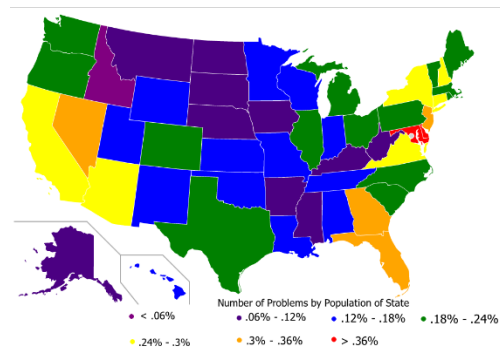 Number of Problems by Population of State
< .06%
.06% - .12%
.12% - .18%
.18% - .24%
.24% - .3%
.3% - .36%
> .36%